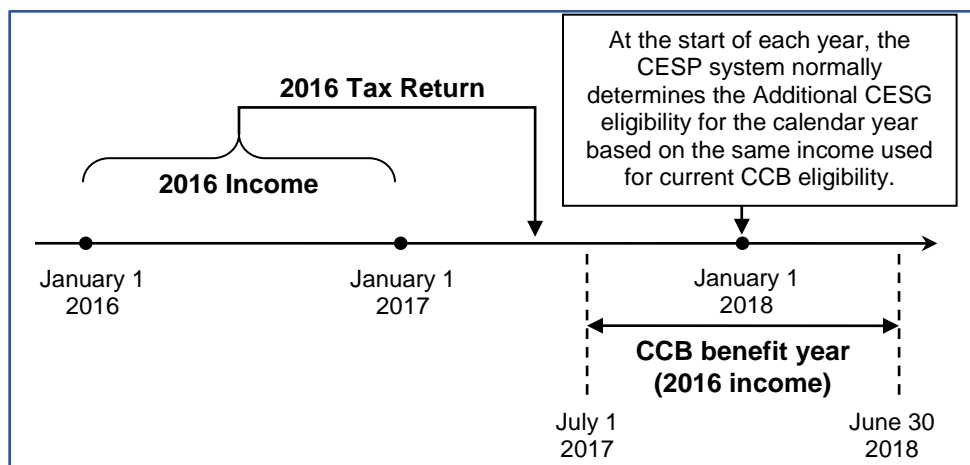 At the start of each year, the
CESP system normally
determines the Additional CESG
eligibility for the calendar year
based on the same income used
for current CCB eligibility.
2016 Tax Return
2016 Income
January 1
2016
January 1
2017
January 1
2018
CCB benefit year
(2016 income)
July 1
2017
June 30
2018